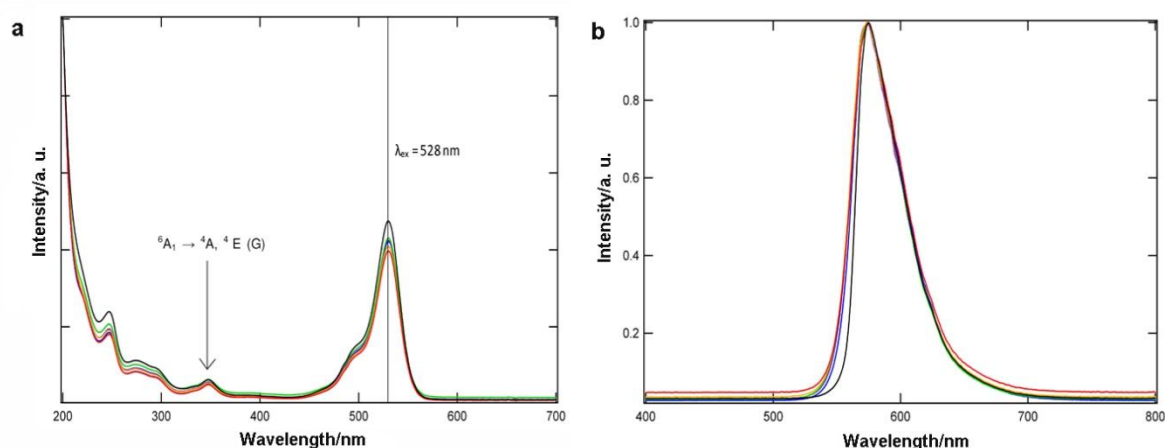 a
Intensity/a. u.
λex = 528 nm
⁶A₁ → ⁴A, ⁴ E (G)
200
300
400
500
600
700
Wavelength/nm
b
Intensity/a. u.
1.0
0.8
0.6
0.4
0.2
400
500
600
700
800
Wavelength/nm